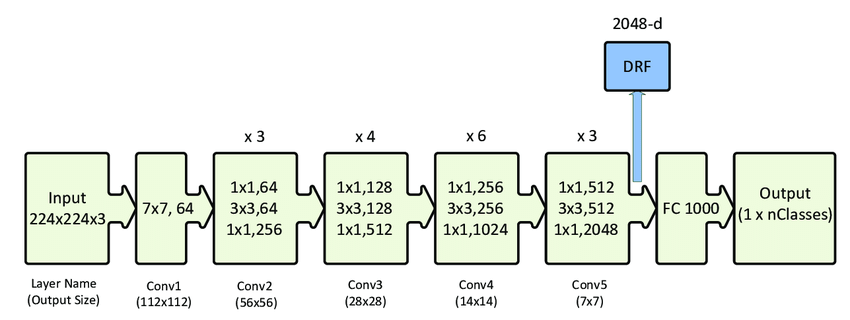 2048-d
DRF
x 3
x 4
x 6
x 3
Input
224x224x3
7x7, 64
1x1,64
3x3,64
1x1,256
1x1,128
3x3,128
1x1,512
1x1,256
3x3,256
1x1,1024
1x1,512
3x3,512
1x1,2048
FC 1000
Output
(1 x nClasses)
Layer Name
(Output Size)
Conv1
(112x112)
Conv2
(56x56)
Conv3
(28x28)
Conv4
(14x14)
Conv5
(7x7)